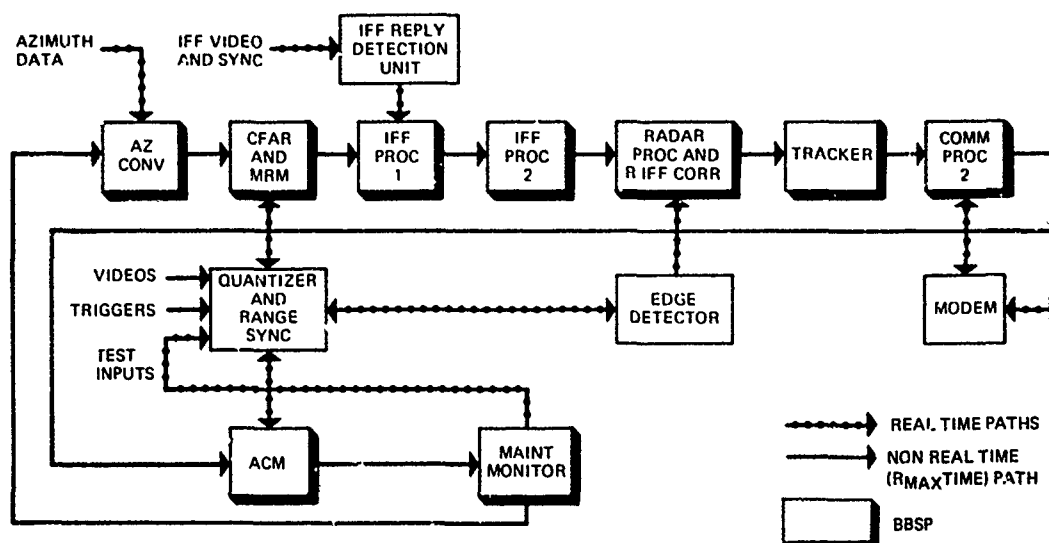 AZIMUTH
DATA
IFF VIDEO
AND SYNC
IFF REPLY
DETECTION
UNIT
AZ
CONV
CFAR
AND
MRM
IFF
PROC
1
IFF
PROC
2
RADAR
PROC AND
R IFF CORR
TRACKER
COMM
PROC
2
VIDEOS
TRIGGERS
TEST
INPUTS
QUANTIZER
AND
RANGE
SYNC
EDGE
DETECTOR
MODEM
ACM
MAINT
MONITOR
REAL TIME PATHS
NON REAL TIME
(RMAXTIME) PATH
BBSP